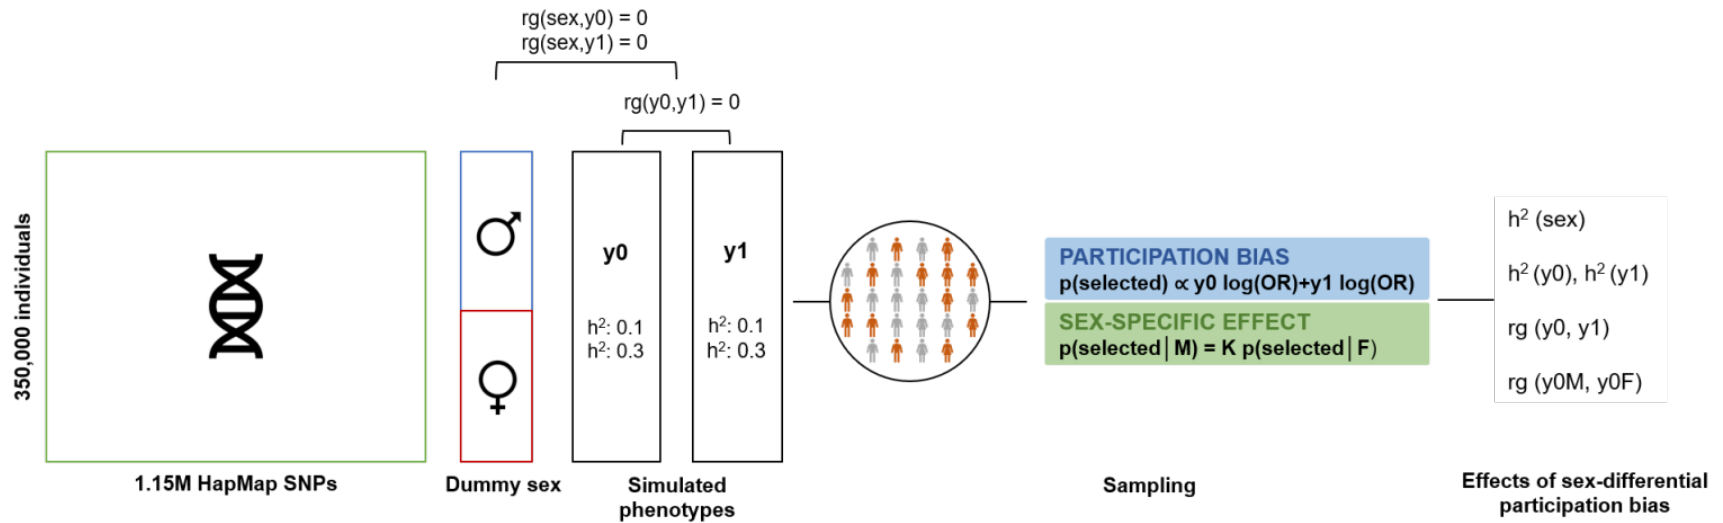 rg(sex,y0) = 0
rg(sex,y1) = 0
rg(y0,y1) = 0
350,000 individuals
y0
h²: 0.1
h²: 0.3
y1
h²: 0.1
h²: 0.3
PARTICIPATION BIAS
p(selected) ∝ y0 log(OR)+y1 log(OR)
SEX-SPECIFIC EFFECT
p(selected|M) = K p(selected|F)
h² (sex)
h² (y0), h² (y1)
rg (y0, y1)
rg (y0M, y0F)
1.15M HapMap SNPs
Dummy sex
Simulated
phenotypes
Sampling
Effects of sex-differential
participation bias